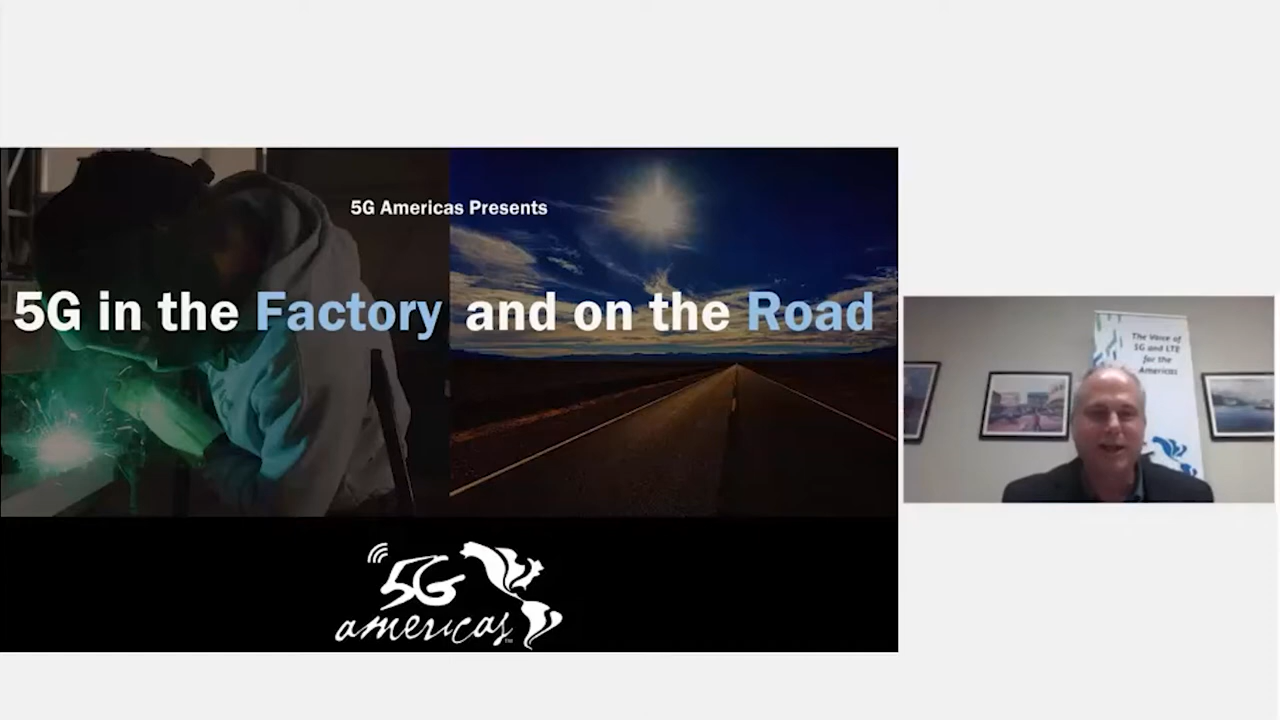 5G Americas Presents
5G in the Factory and on the Road
5G
americas
TM
The Voice of
5G and LTE
for the
Americas